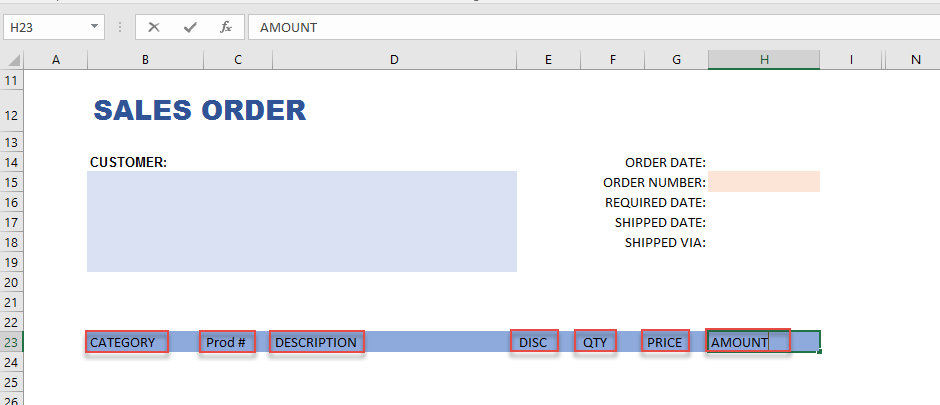 H23 fx AMOUNT
A B C D E F G H I N
11
12 SALES ORDER
13
14 CUSTOMER: ORDER DATE:
15 ORDER NUMBER:
16 REQUIRED DATE:
17 SHIPPED DATE:
18 SHIPPED VIA:
19
20
21
22
23 CATEGORY Prod # DESCRIPTION DISC QTY PRICE AMOUNT
24
25
26